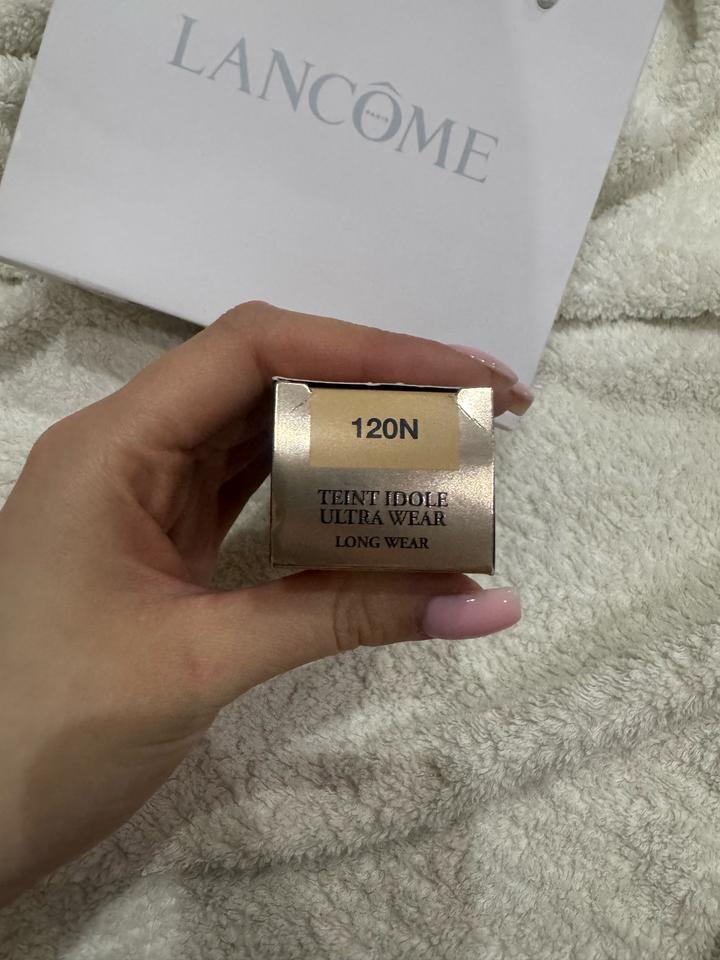 LANCÔME
PARIS
120N
TEINT IDOLE
ULTRA WEAR
LONG WEAR